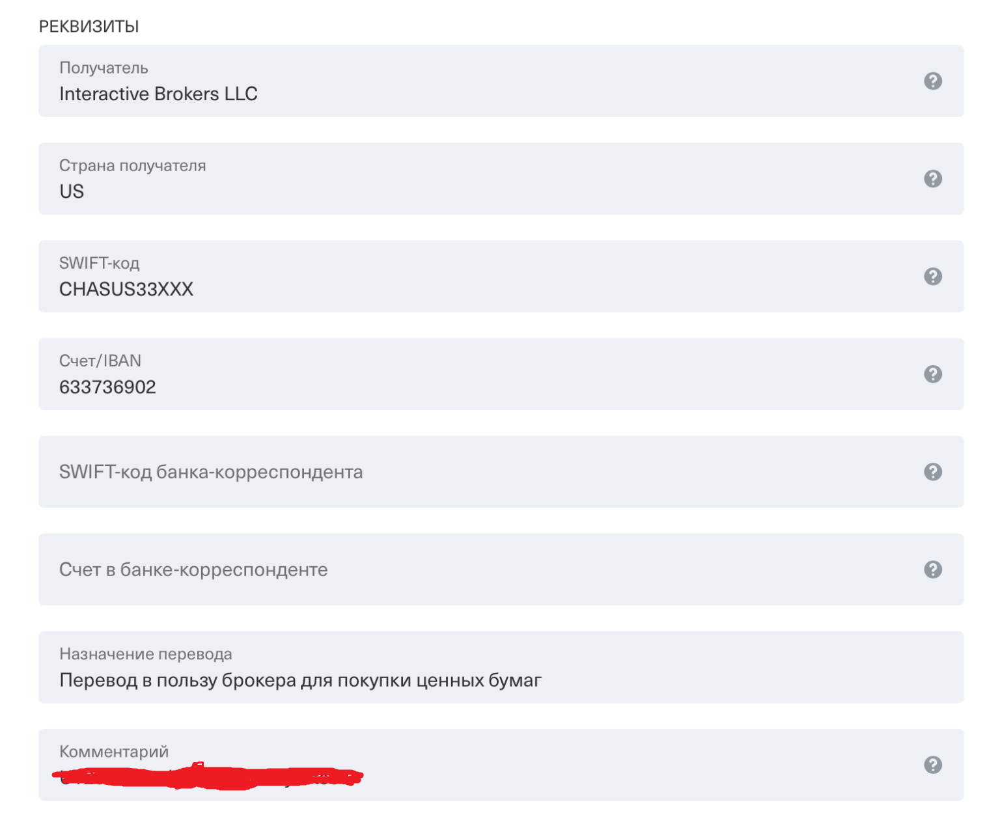 РЕКВИЗИТЫ
Получатель
Interactive Brokers LLC
Страна получателя
US
SWIFT-код
CHASUS33XXX
Счет/IBAN
633736902
SWIFT-код банка-корреспондента
Счет в банке-корреспонденте
Назначение перевода
Перевод в пользу брокера для покупки ценных бумаг
Комментарий